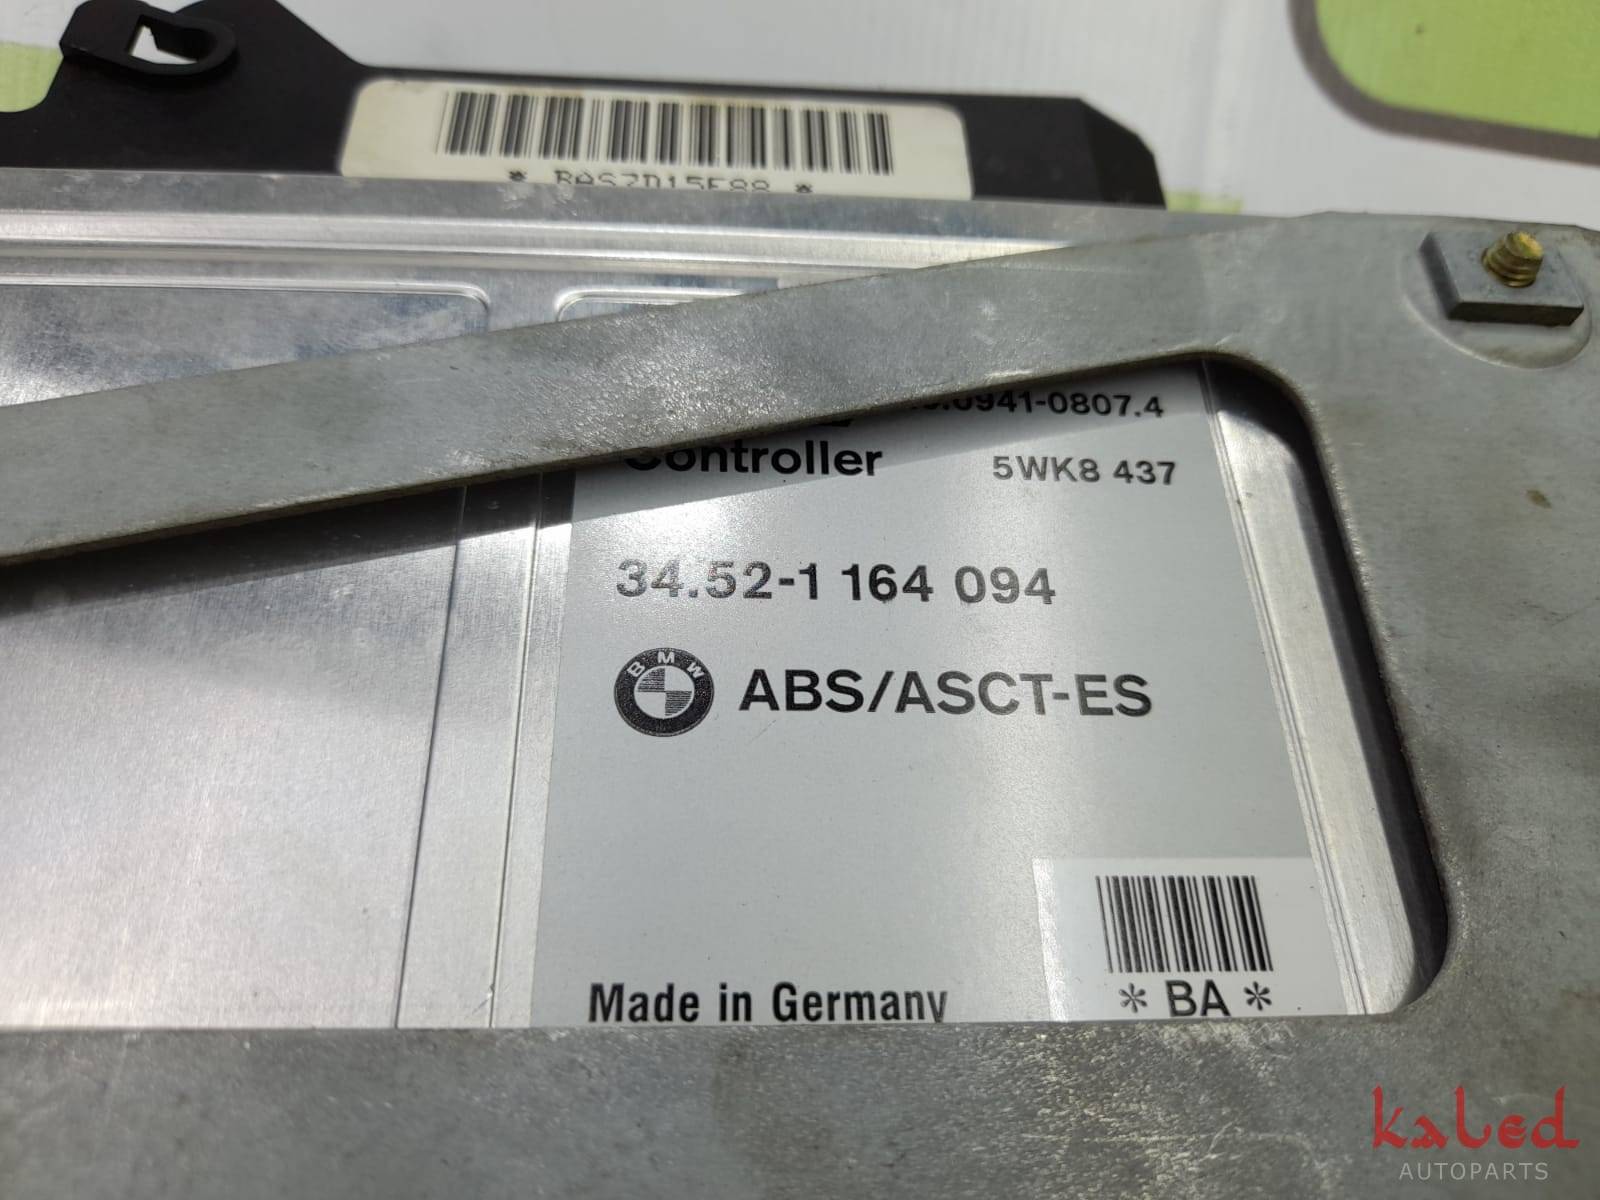 * BAS7D15E88 *
.0941-0807.4
Controller 5WK8 437
34.52-1 164 094
BMW ABS/ASCT-ES
Made in Germany
* BA *
kaled
AUTOPARTS